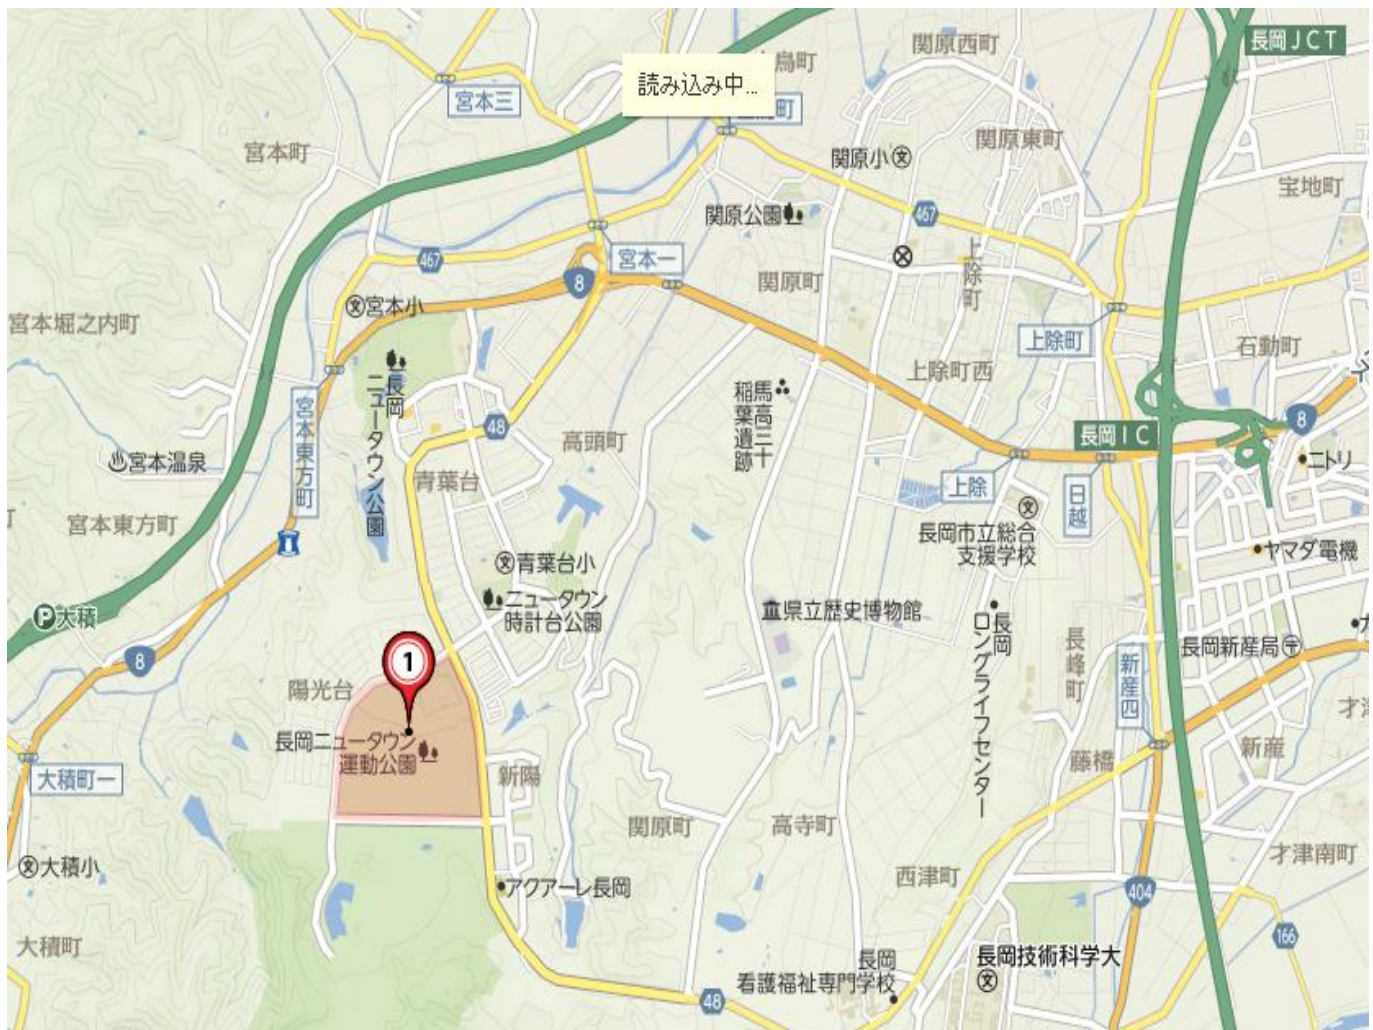 長岡JCT
関原西町
鳥町
読み込み中...
宮本三
町
関原東町
宮本町
関原小
宝地町
関原公園
467
上除町
宮本一
467
8
関原町
宮本小
宮本堀之内町
上除町
石動町
上除町西
長岡
ニュータウン公園
馬高三十
稲葉遺跡
宮本東方町
48
8
長岡IC
高頭町
宮本温泉
ニトリ
青葉台
上除
日越
宮本東方町
長岡市立総合
支援学校
ヤマダ電機
青葉台小
ニュータウン
時計台公園
P大積
県立歴史博物館
長岡
ロングライフセンター
長峰町
長岡新産局
8
1
新産四
陽光台
才津
長岡ニュータウン
運動公園
新産
藤橋
大積町一
新陽
関原町
高寺町
才津南町
大積小
西津町
アクアーレ長岡
404
166
大積町
長岡技術科学大
長岡
看護福祉専門学校
48